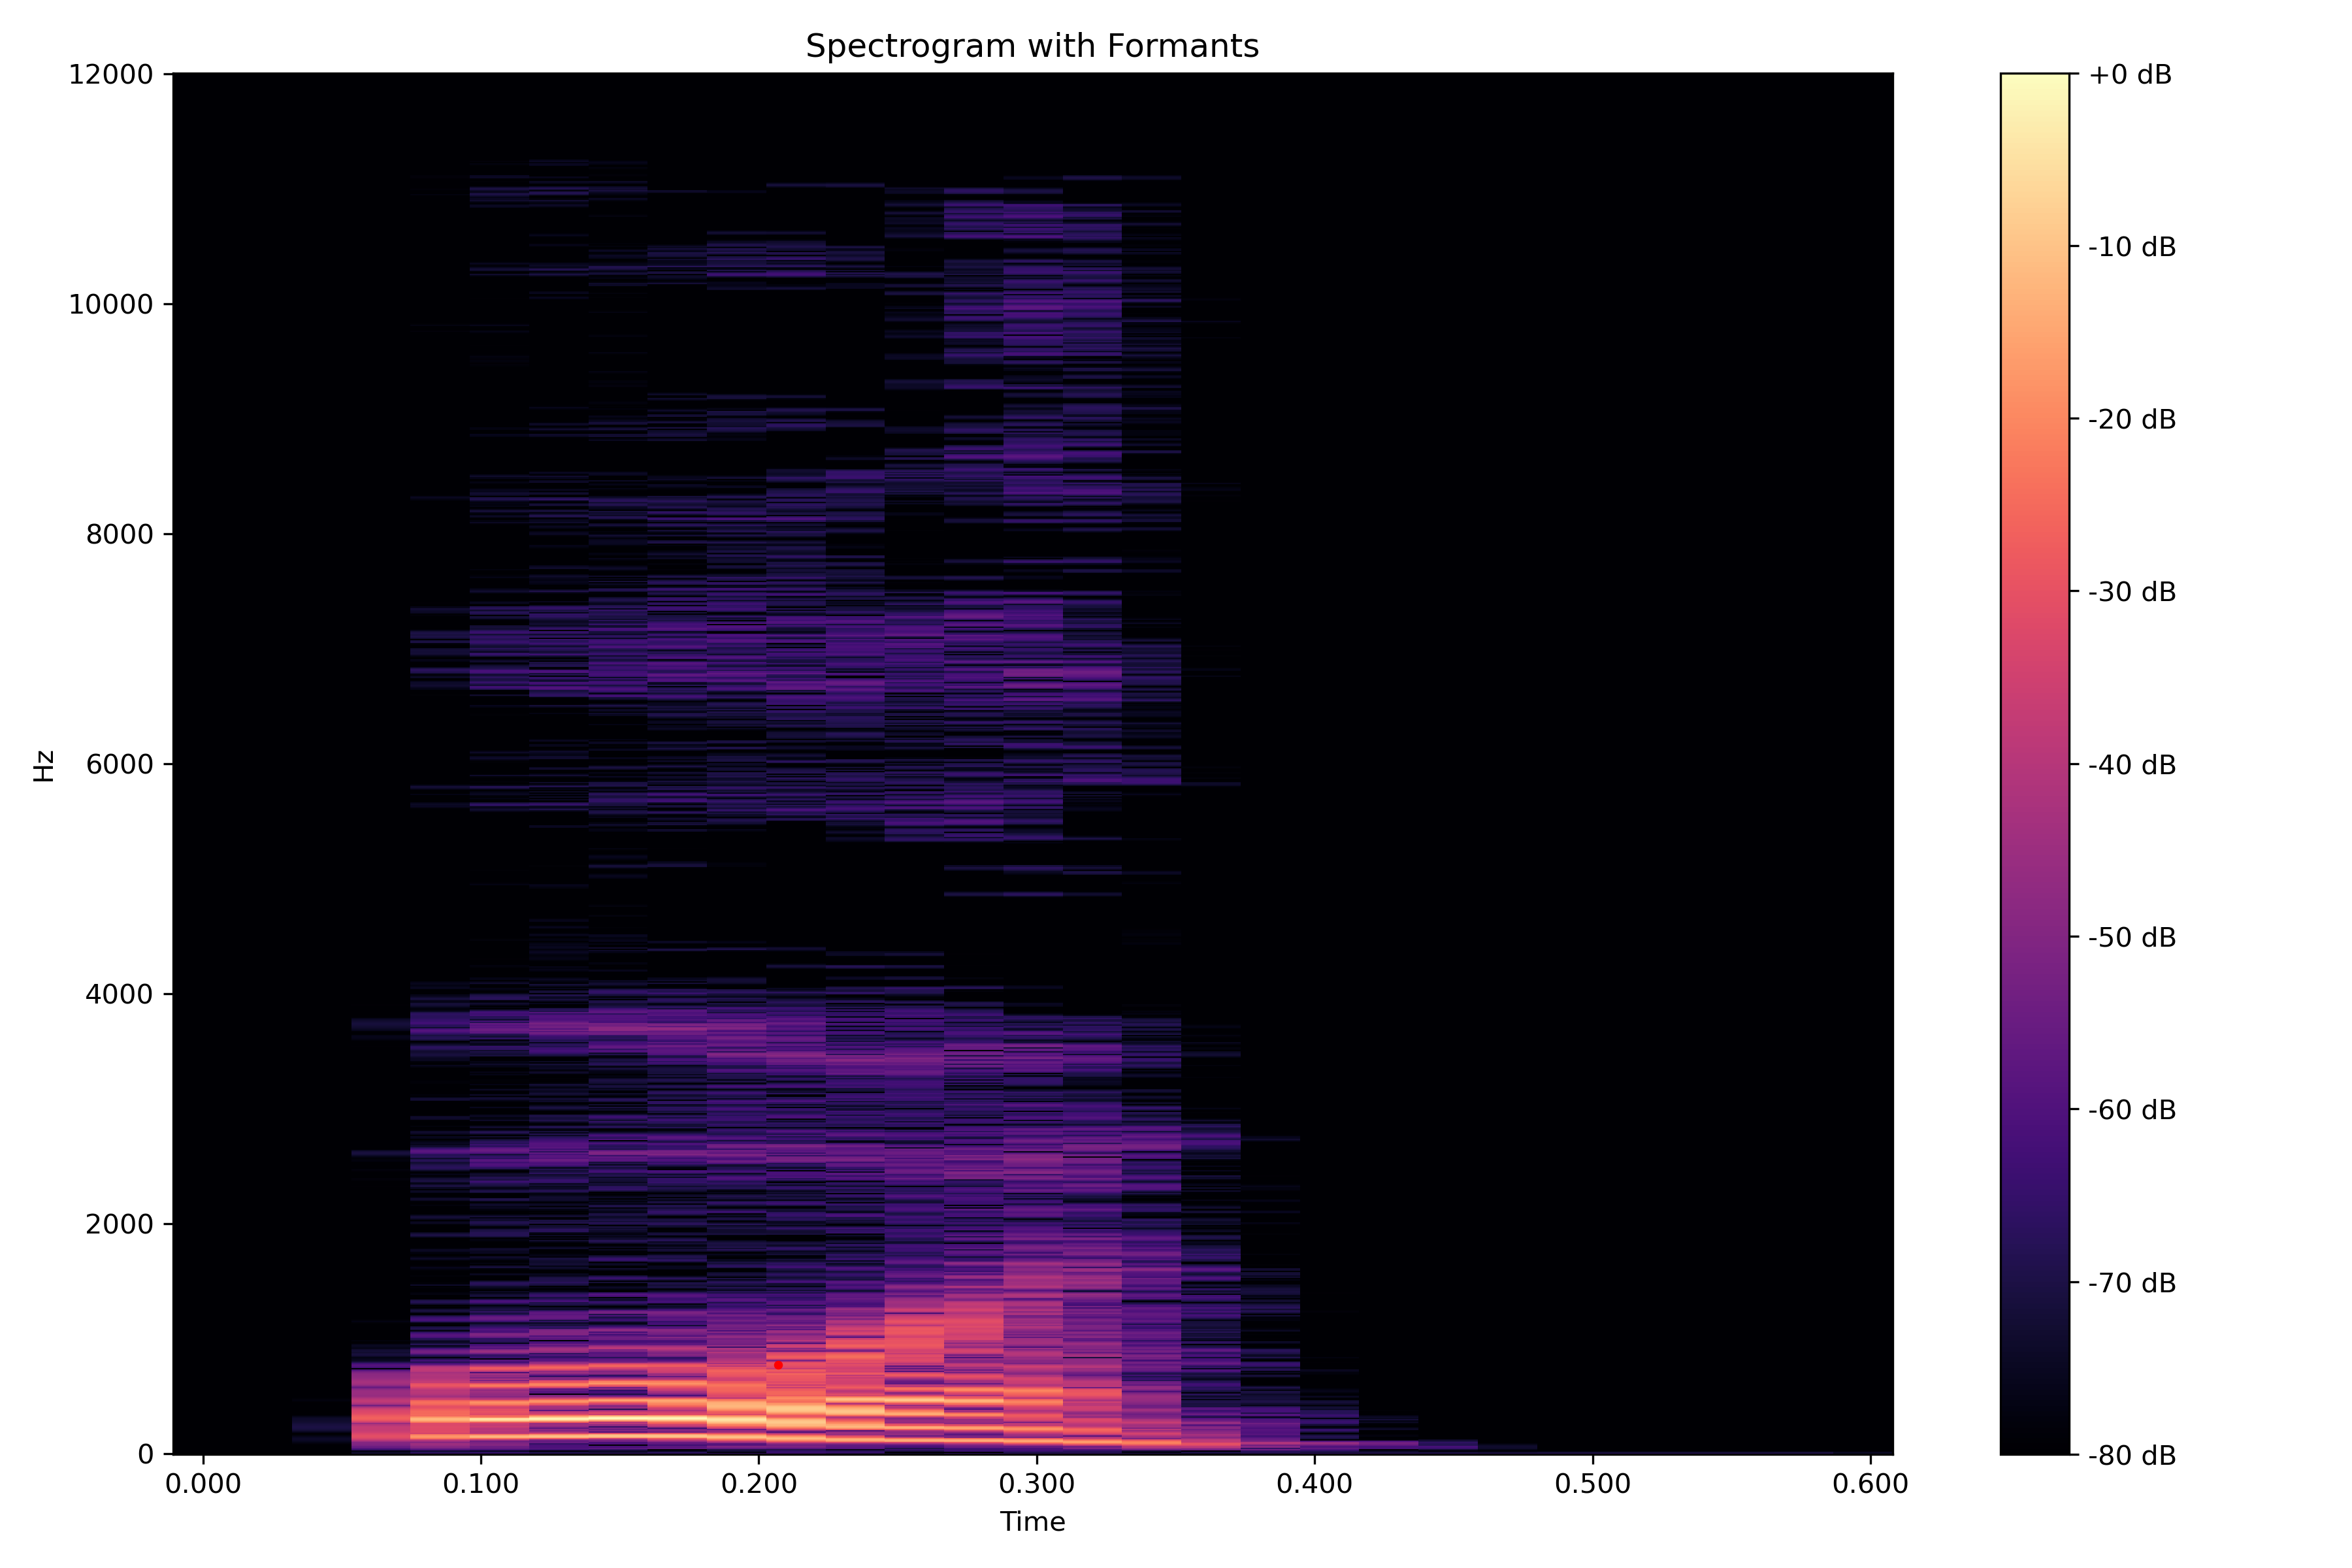 Spectrogram with Formants
12000
10000
8000
6000
4000
2000
0
Hz
0.000 0.100 0.200 0.300 0.400 0.500 0.600
Time
+0 dB
-10 dB
-20 dB
-30 dB
-40 dB
-50 dB
-60 dB
-70 dB
-80 dB